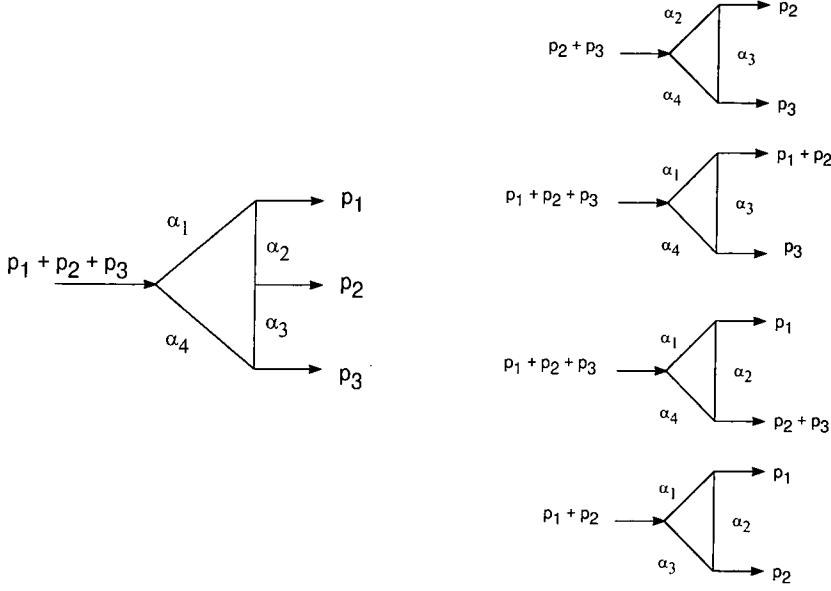 p₁ + p₂ + p₃
α₁
α₂
α₃
α₄
p₁
p₂
p₃
p₂ + p₃
α₂
α₃
α₄
p₂
p₃
p₁ + p₂ + p₃
α₁
α₃
α₄
p₁ + p₂
p₃
p₁ + p₂ + p₃
α₁
α₂
α₄
p₁
p₂ + p₃
p₁ + p₂
α₁
α₂
α₃
p₁
p₂